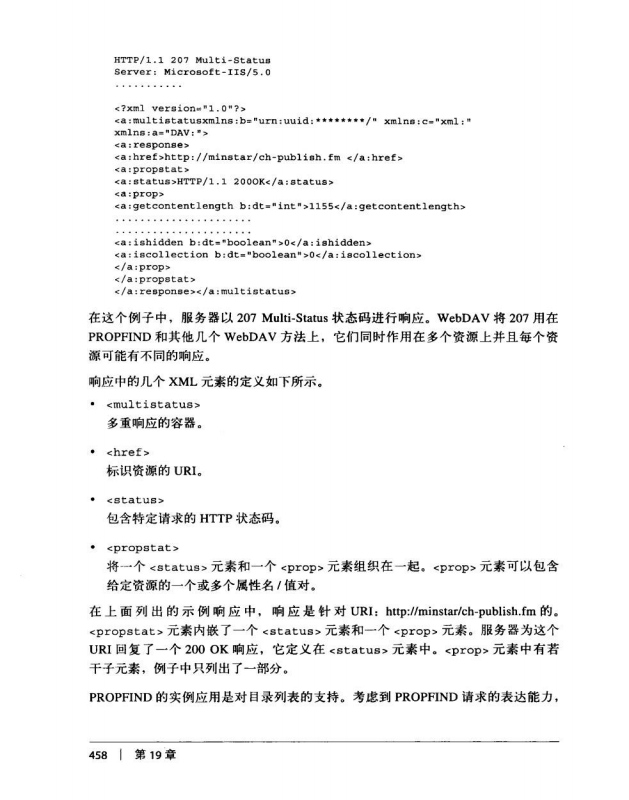 HTTP/1.1 207 Multi-Status
Server: Microsoft-IIS/5.0
...........
<?xml version="1.0"?>
<a:multistatusxmlns:b="urn:uuid:********/" xmlns:c="xml:"
xmlns:a="DAV:">
<a:response>
<a:href>http://minstar/ch-publish.fm </a:href>
<a:propstat>
<a:status>HTTP/1.1 200OK</a:status>
<a:prop>
<a:getcontentlength b:dt="int">1155</a:getcontentlength>
......................
......................
<a:ishidden b:dt="boolean">0</a:ishidden>
<a:iscollection b:dt="boolean">0</a:iscollection>
</a:prop>
</a:propstat>
</a:response></a:multistatus>
在这个例子中，服务器以 207 Multi-Status 状态码进行响应。WebDAV 将 207 用在
PROPFIND 和其他几个 WebDAV 方法上，它们同时作用在多个资源上并且每个资
源可能有不同的响应。
响应中的几个 XML 元素的定义如下所示。
• <multistatus>
多重响应的容器。
• <href>
标识资源的 URI。
• <status>
包含特定请求的 HTTP 状态码。
• <propstat>
将一个 <status> 元素和一个 <prop> 元素组织在一起。<prop> 元素可以包含
给定资源的一个或多个属性名 / 值对。
在上面列出的示例响应中，响应是针对 URI：http://minstar/ch-publish.fm 的。
<propstat> 元素内嵌了一个 <status> 元素和一个 <prop> 元素。服务器为这个
URI 回复了一个 200 OK 响应，它定义在 <status> 元素中。<prop> 元素中有若
干子元素，例子中只列出了一部分。
PROPFIND 的实例应用是对目录列表的支持。考虑到 PROPFIND 请求的表达能力，
458 | 第 19 章